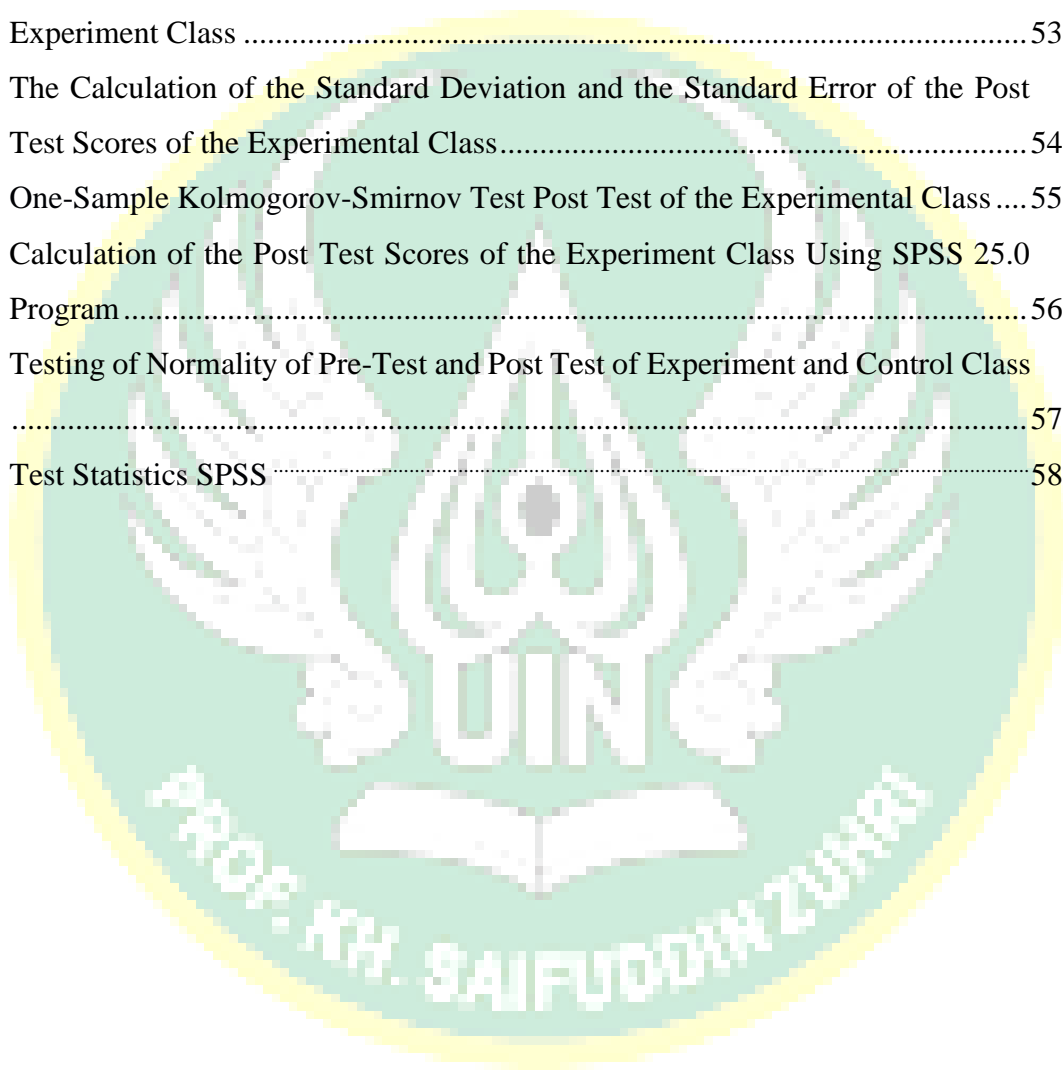 Experiment Class ................................................................................................ 53
The Calculation of the Standard Deviation and the Standard Error of the Post
Test Scores of the Experimental Class................................................................. 54
One-Sample Kolmogorov-Smirnov Test Post Test of the Experimental Class .... 55
Calculation of the Post Test Scores of the Experiment Class Using SPSS 25.0
Program ............................................................................................................... 56
Testing of Normality of Pre-Test and Post Test of Experiment and Control Class
.............................................................................................................................. 57
Test Statistics SPSS .............................................................................................. 58
UIN
PROF. KH. SAIFUDDIN ZUHRI